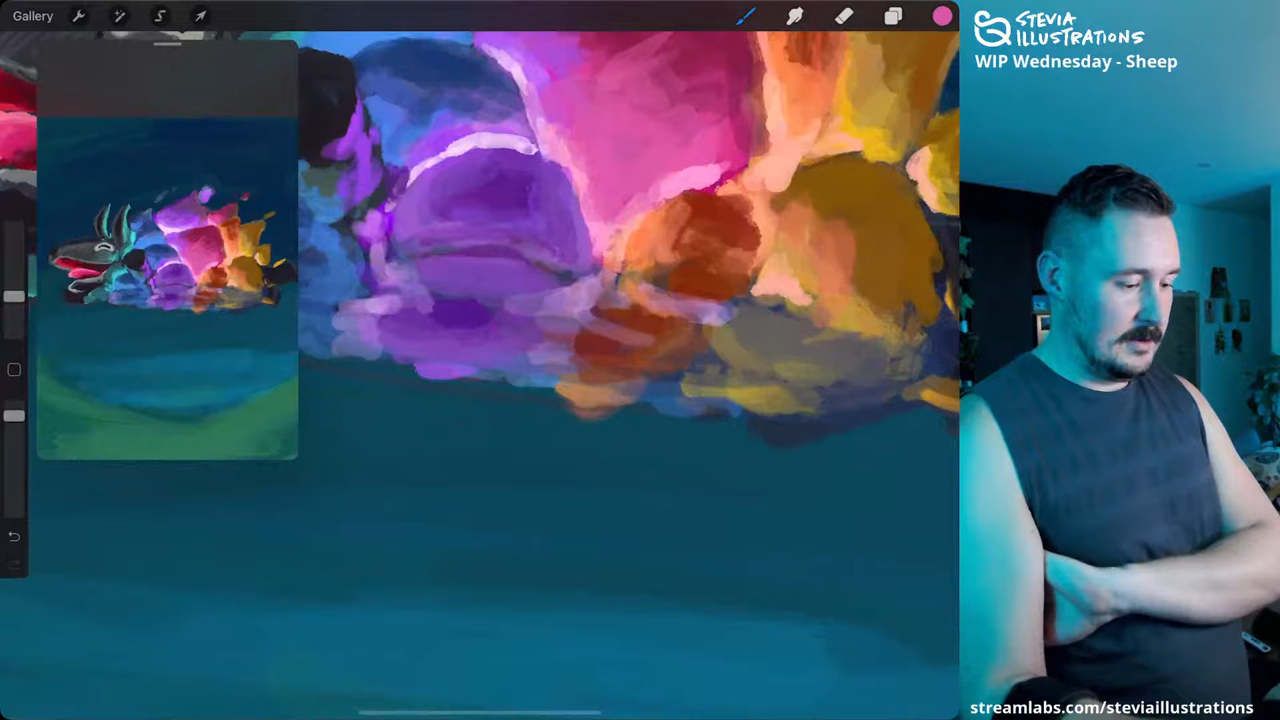 Gallery
STEVIA
ILLUSTRATIONS
WIP Wednesday - Sheep
streamlabs.com/steviaillustrations